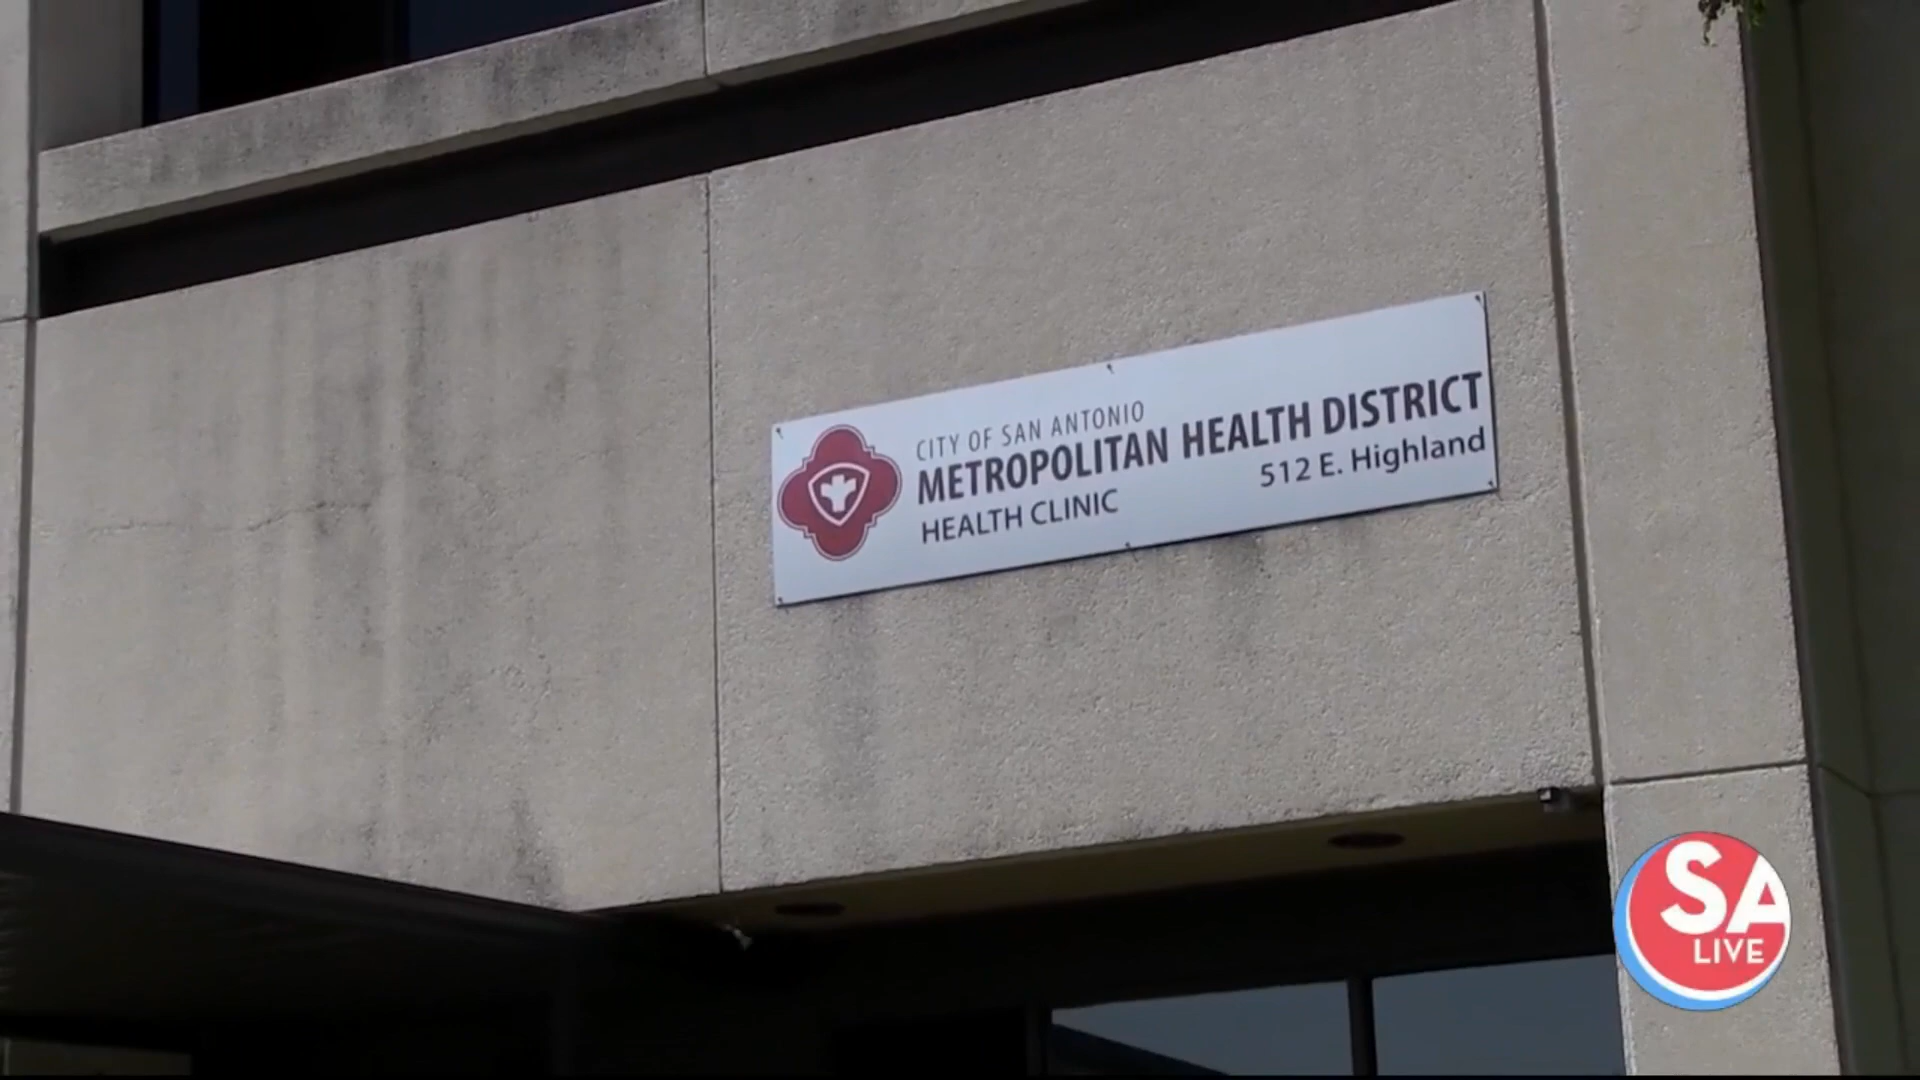 CITY OF SAN ANTONIO
METROPOLITAN HEALTH DISTRICT
HEALTH CLINIC
512 E. Highland
SA
LIVE